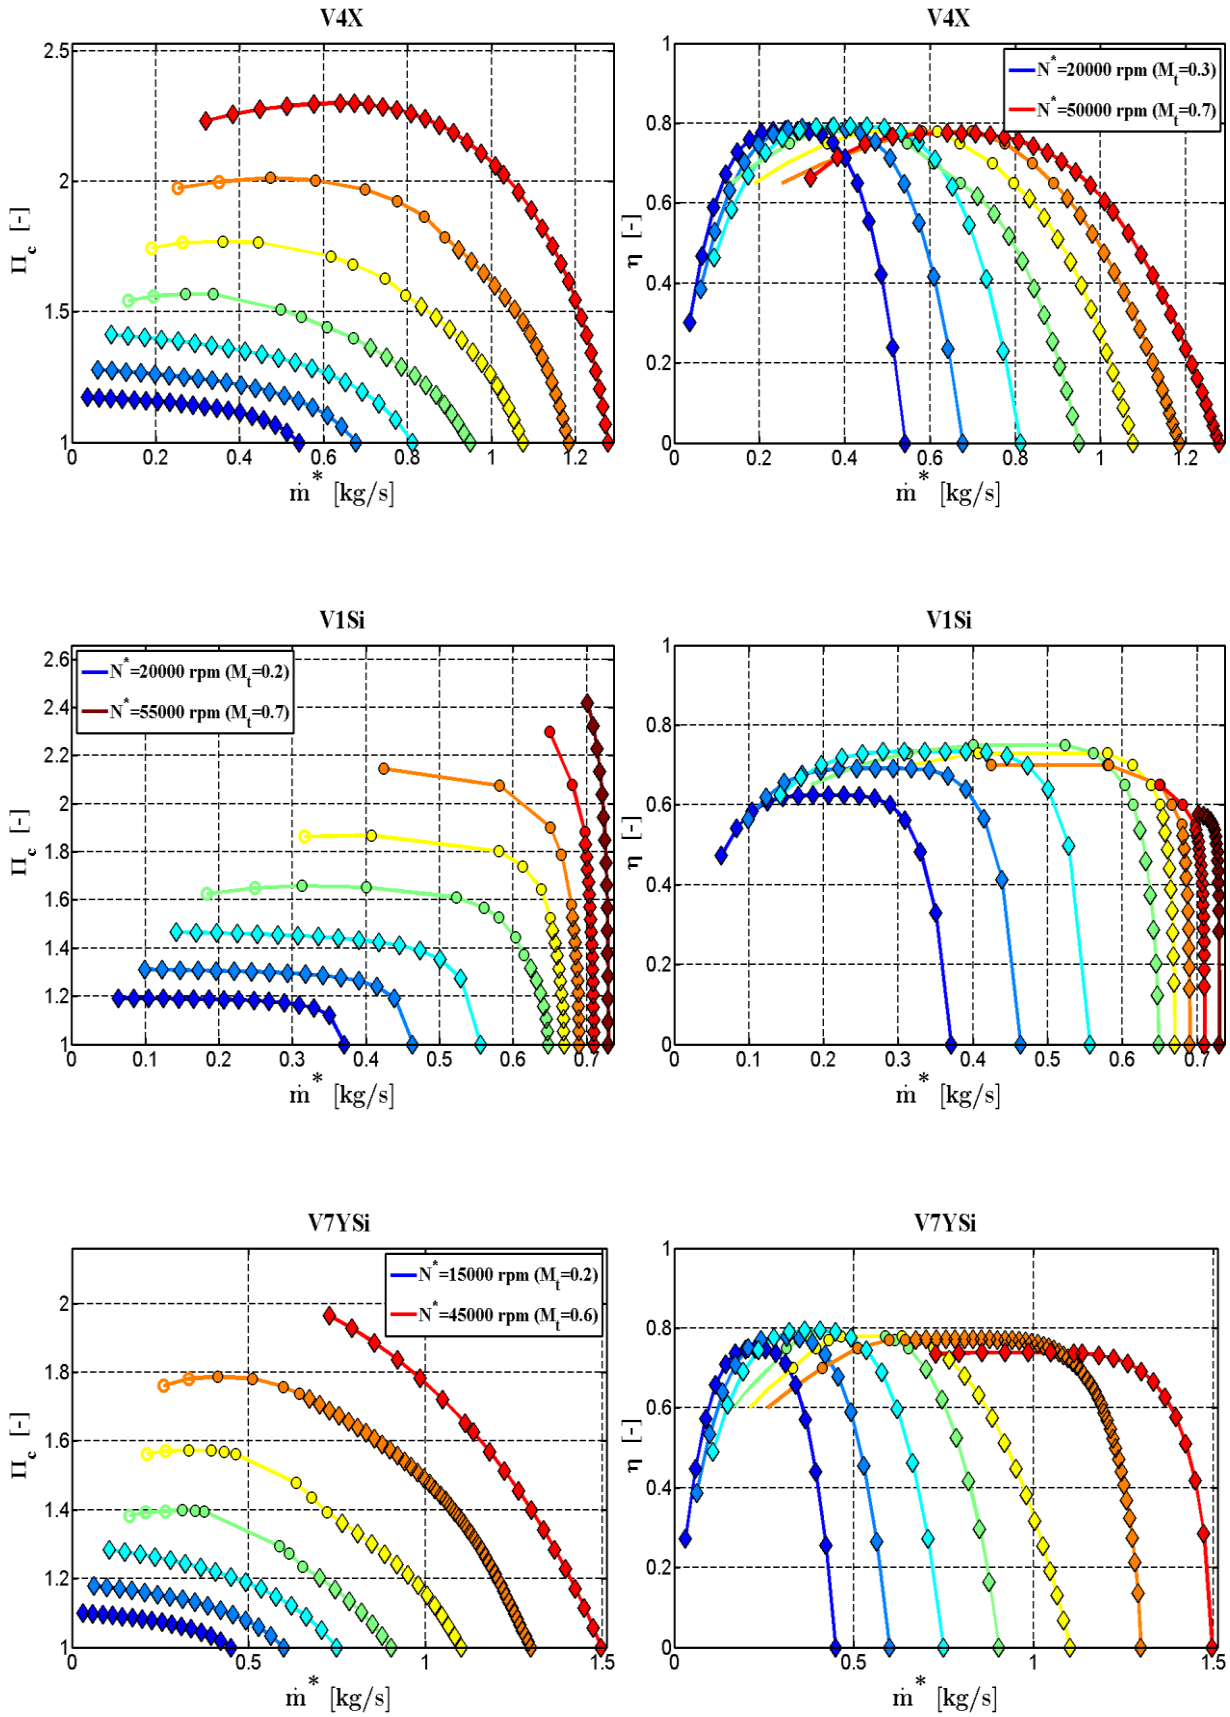 V4X
2.5
2
1.5
1
Π_c [-]
0.2 0.4 0.6 0.8 1 1.2
ṁ* [kg/s]
V4X
N*=20000 rpm (M_t=0.3)
N*=50000 rpm (M_t=0.7)
1
0.8
0.6
0.4
0.2
0
η [-]
0 0.2 0.4 0.6 0.8 1 1.2
ṁ* [kg/s]
V1Si
N*=20000 rpm (M_t=0.2)
N*=55000 rpm (M_t=0.7)
2.6
2.4
2.2
2
1.8
1.6
1.4
1.2
1
Π_c [-]
0 0.1 0.2 0.3 0.4 0.5 0.6 0.7
ṁ* [kg/s]
V1Si
1
0.8
0.6
0.4
0.2
0
η [-]
0 0.1 0.2 0.3 0.4 0.5 0.6 0.7
ṁ* [kg/s]
V7YSi
N*=15000 rpm (M_t=0.2)
N*=45000 rpm (M_t=0.6)
2
1.8
1.6
1.4
1.2
1
Π_c [-]
0 0.5 1 1.5
ṁ* [kg/s]
V7YSi
1
0.8
0.6
0.4
0.2
0
η [-]
0 0.5 1 1.5
ṁ* [kg/s]